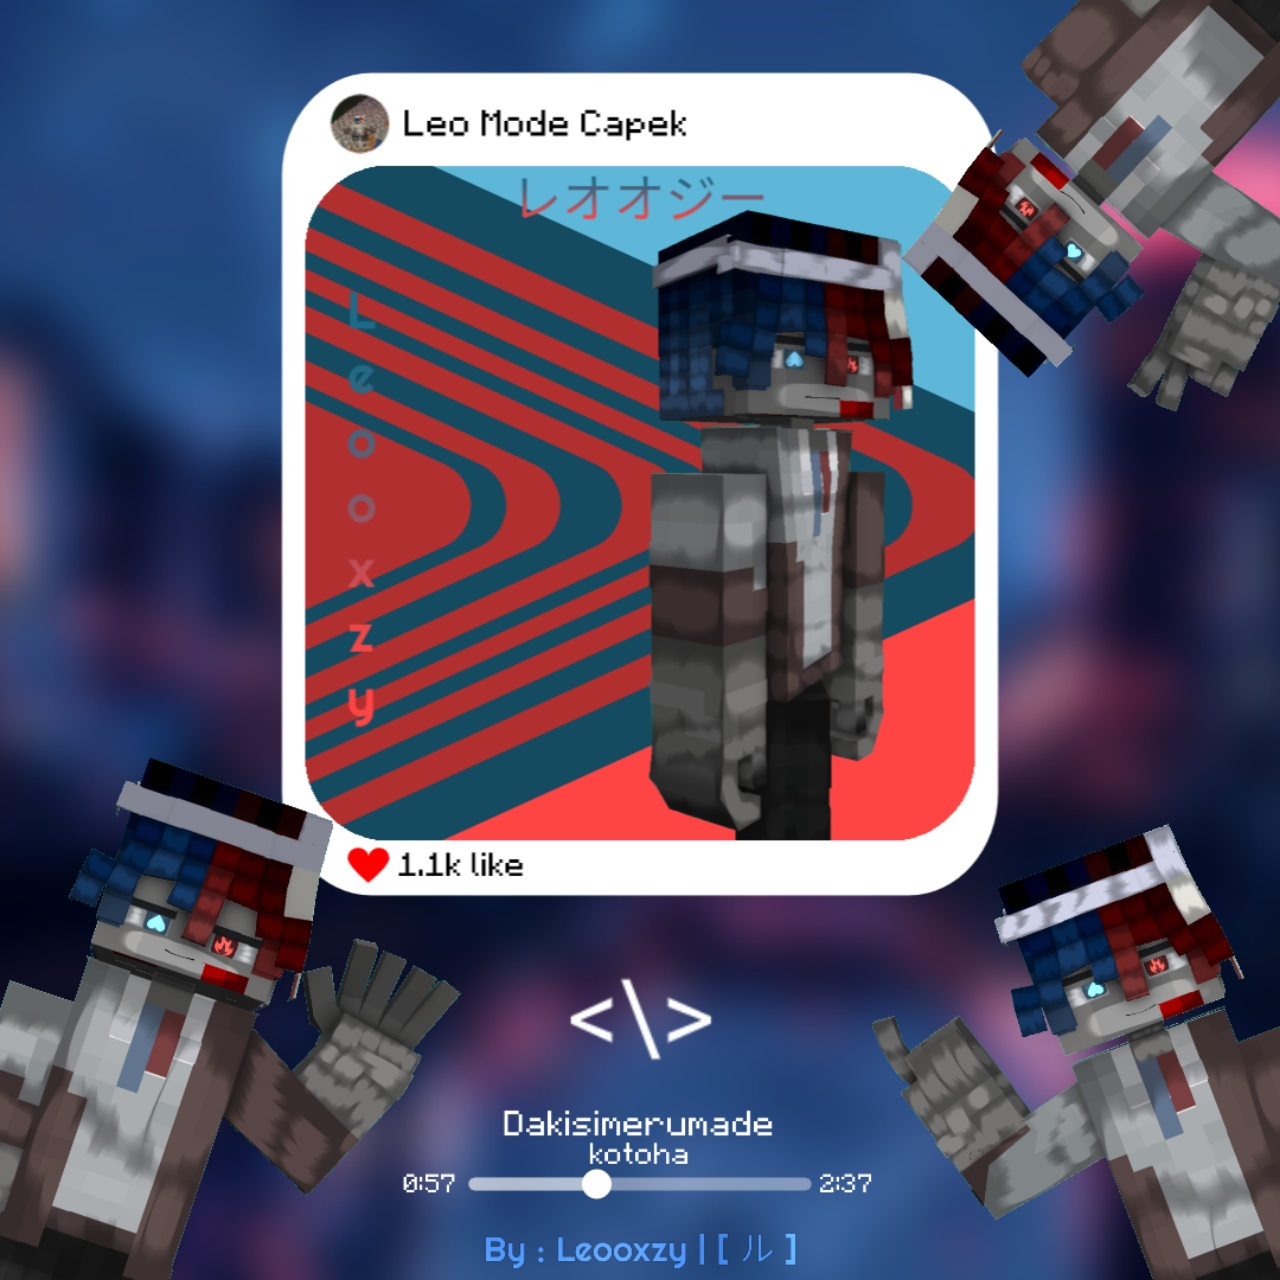 Leo Mode Capek
レオオジー
Leooxzy
1.1k like
<\>
Dakisimerumade
kotoha
0:57 2:37
By : Leooxzy | [ ル ]